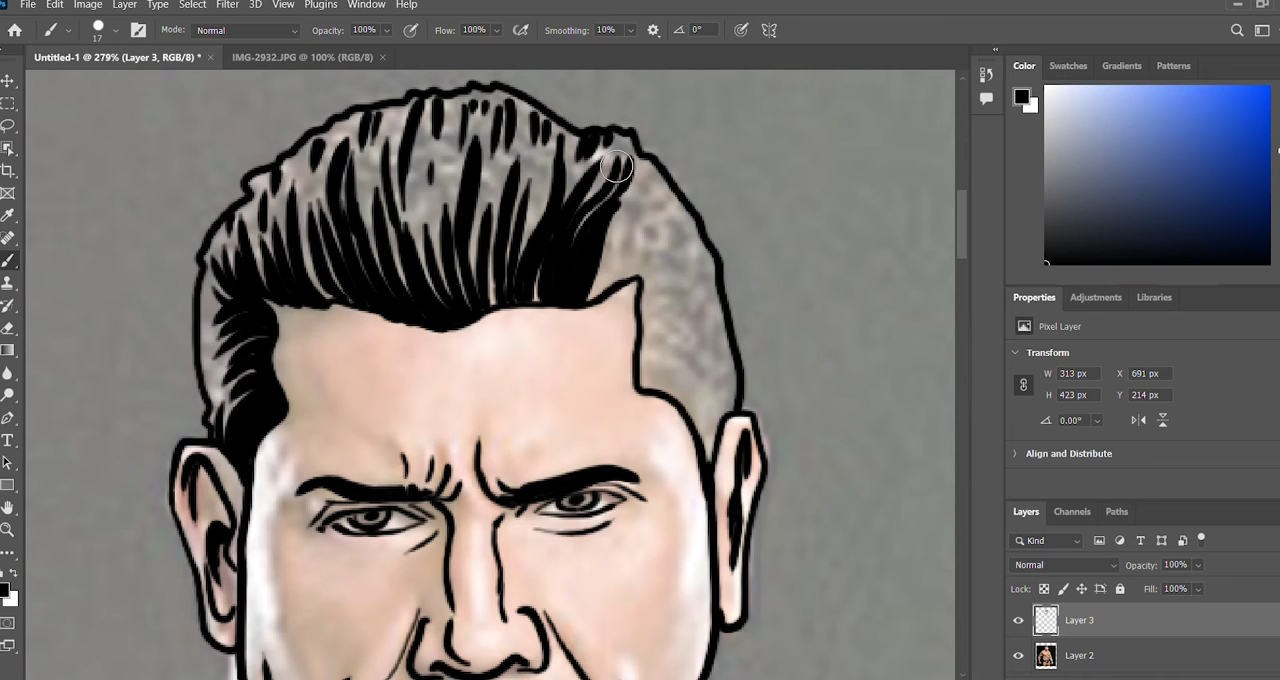 File Edit Image Layer Type Select Filter 3D View Plugins Window Help
17 Mode: Normal Opacity: 100% Flow: 100% Smoothing: 10% 0°
Untitled-1 @ 279% (Layer 3, RGB/8) * × IMG-2932.JPG @ 100% (RGB/8) ×
Color Swatches Gradients Patterns
Properties Adjustments Libraries
Pixel Layer
Transform
W 313 px X 691 px
H 423 px Y 214 px
0.00°
Align and Distribute
Layers Channels Paths
Kind
Normal Opacity: 100%
Lock: Fill: 100%
Layer 3
Layer 2